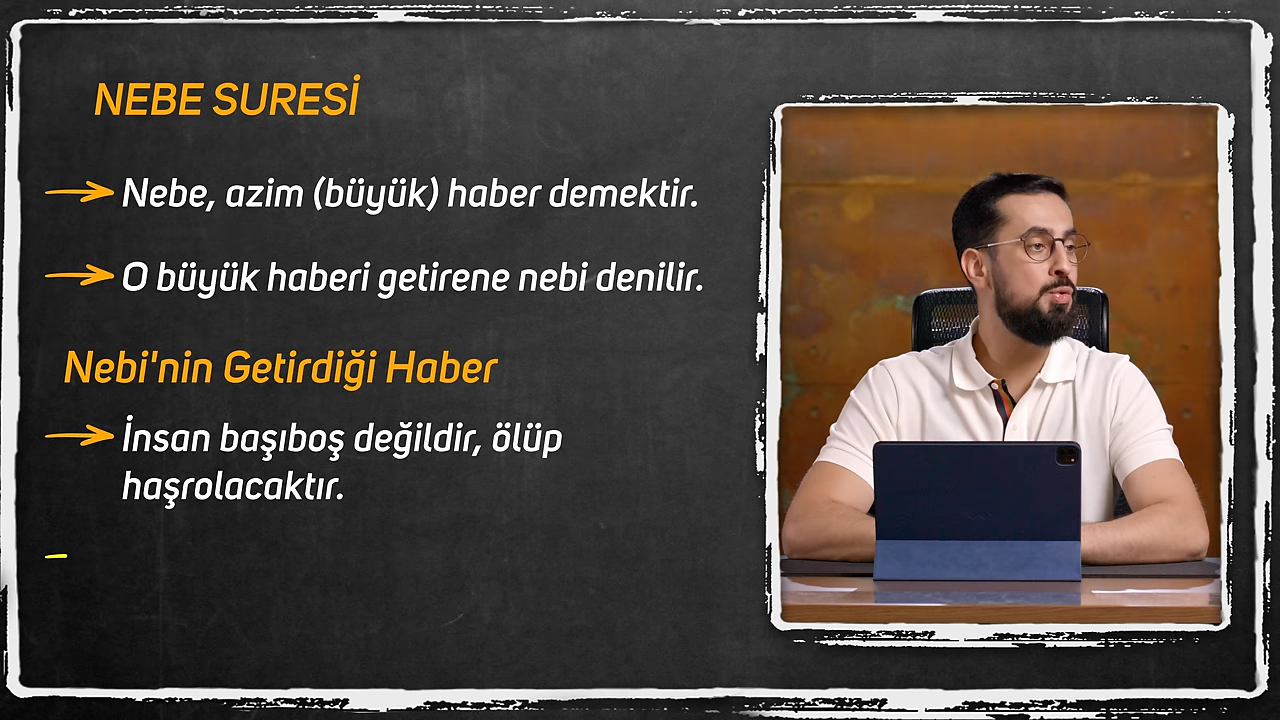 NEBE SURESİ
Nebe, azim (büyük) haber demektir.
O büyük haberi getirene nebi denilir.
Nebi'nin Getirdiği Haber
İnsan başıboş değildir, ölüp
haşrolacaktır.